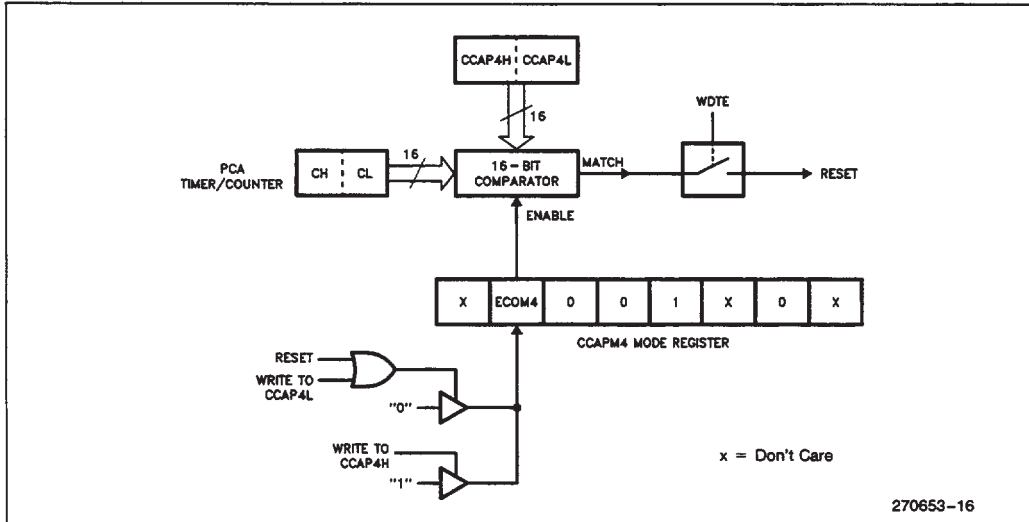 CCAP4H CCAP4L
16
WDTE
PCA
TIMER/COUNTER
CH CL
16
16-BIT
COMPARATOR
MATCH
RESET
ENABLE
X ECOM4 0 0 1 X 0 X
CCAPM4 MODE REGISTER
RESET
WRITE TO
CCAP4L
"0"
WRITE TO
CCAP4H
"1"
x = Don't Care
270653-16